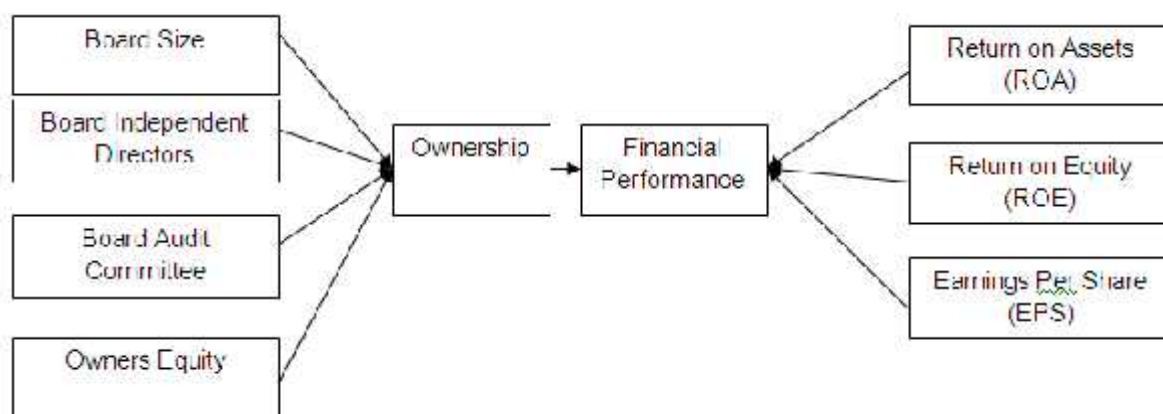 Board Size
Board Independent
Directors
Board Audit
Committee
Owners Equity
Ownership
Financial
Performance
Return on Assets
(ROA)
Return on Equity
(ROE)
Earnings Per Share
(EPS)